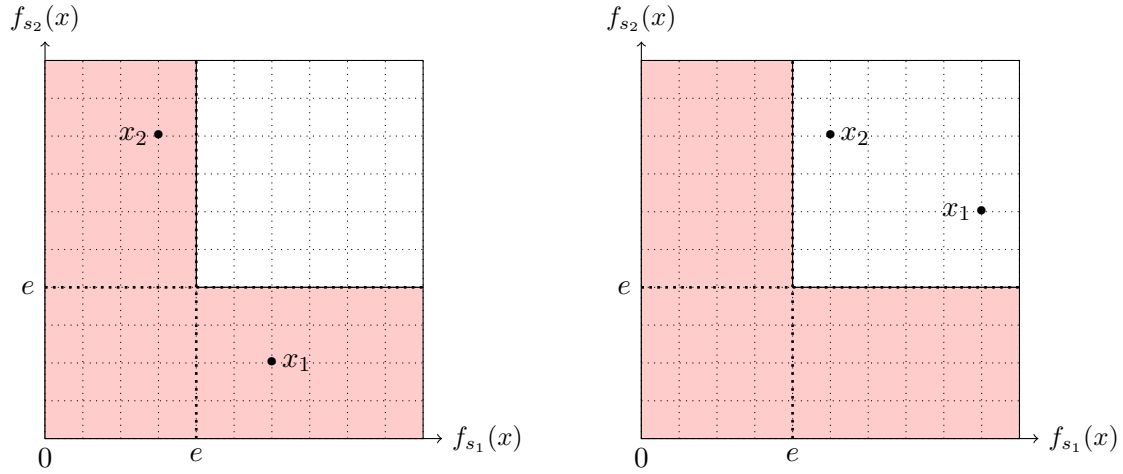 $f_{s_2}(x)$
$x_2$
$e$
$x_1$
$f_{s_1}(x)$
0
$e$
$f_{s_2}(x)$
$x_2$
$x_1$
$e$
$f_{s_1}(x)$
0
$e$